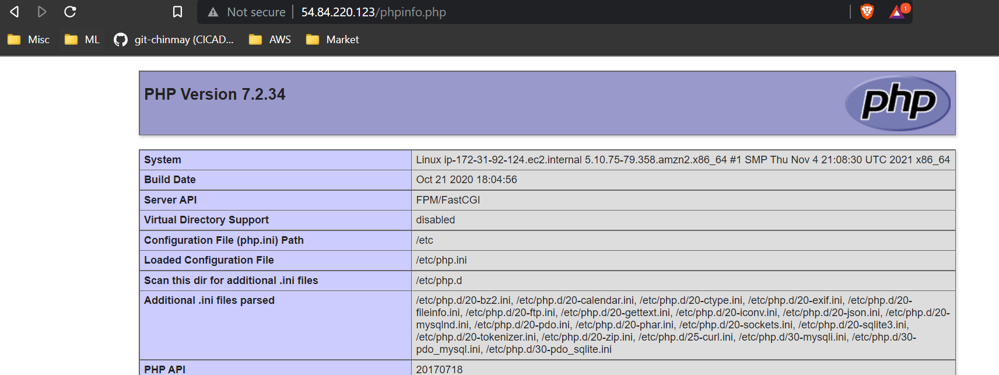 Not secure | 54.84.220.123/phpinfo.php
1
Misc ML git-chinmay (CICAD... AWS Market
PHP Version 7.2.34
php
System Linux ip-172-31-92-124.ec2.internal 5.10.75-79.358.amzn2.x86_64 #1 SMP Thu Nov 4 21:08:30 UTC 2021 x86_64
Build Date Oct 21 2020 18:04:56
Server API FPM/FastCGI
Virtual Directory Support disabled
Configuration File (php.ini) Path /etc
Loaded Configuration File /etc/php.ini
Scan this dir for additional .ini files /etc/php.d
Additional .ini files parsed /etc/php.d/20-bz2.ini, /etc/php.d/20-calendar.ini, /etc/php.d/20-ctype.ini, /etc/php.d/20-exif.ini, /etc/php.d/20-
fileinfo.ini, /etc/php.d/20-ftp.ini, /etc/php.d/20-gettext.ini, /etc/php.d/20-iconv.ini, /etc/php.d/20-json.ini, /etc/php.d/20-
mysqlnd.ini, /etc/php.d/20-pdo.ini, /etc/php.d/20-phar.ini, /etc/php.d/20-sockets.ini, /etc/php.d/20-sqlite3.ini,
/etc/php.d/20-tokenizer.ini, /etc/php.d/20-zip.ini, /etc/php.d/25-curl.ini, /etc/php.d/30-mysqli.ini, /etc/php.d/30-
pdo_mysql.ini, /etc/php.d/30-pdo_sqlite.ini
PHP API 20170718